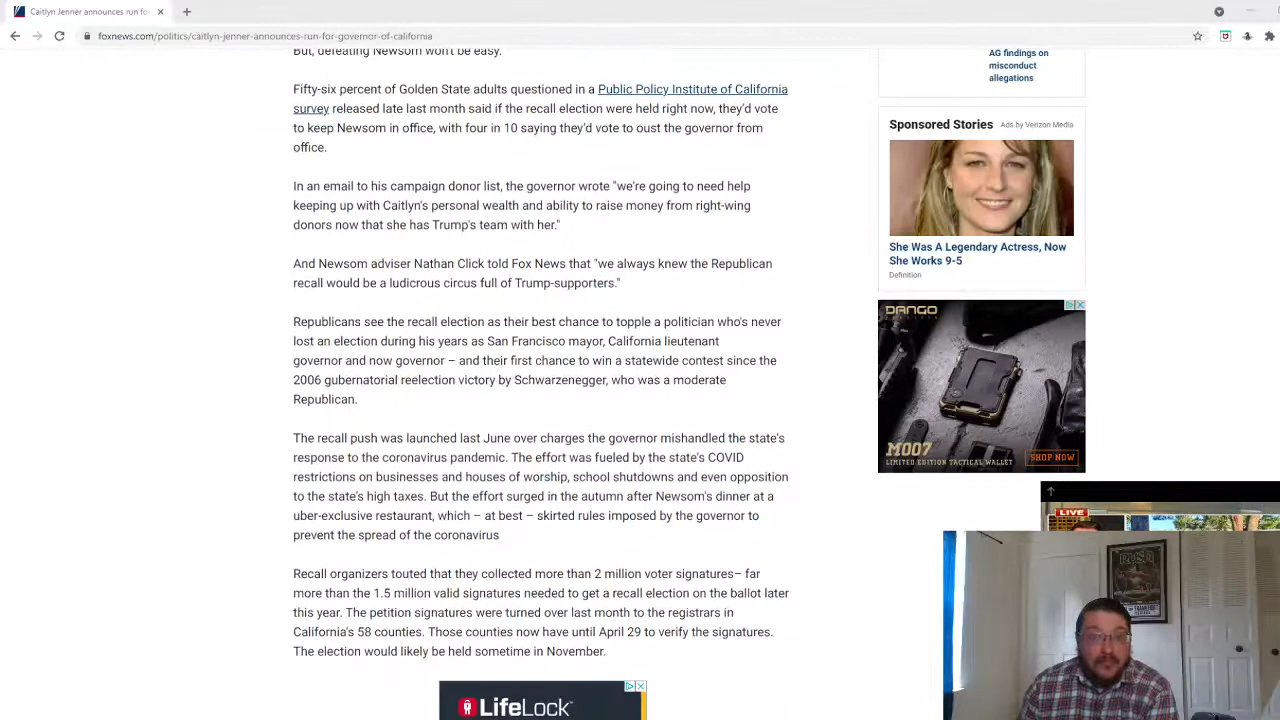 Caitlyn Jenner announces run fo
foxnews.com/politics/caitlyn-jenner-announces-run-for-governor-of-california
But, defeating Newsom won't be easy.
Fifty-six percent of Golden State adults questioned in a Public Policy Institute of California
survey released late last month said if the recall election were held right now, they'd vote
to keep Newsom in office, with four in 10 saying they'd vote to oust the governor from
office.
In an email to his campaign donor list, the governor wrote "we're going to need help
keeping up with Caitlyn's personal wealth and ability to raise money from right-wing
donors now that she has Trump's team with her."
And Newsom adviser Nathan Click told Fox News that "we always knew the Republican
recall would be a ludicrous circus full of Trump-supporters."
Republicans see the recall election as their best chance to topple a politician who's never
lost an election during his years as San Francisco mayor, California lieutenant
governor and now governor – and their first chance to win a statewide contest since the
2006 gubernatorial reelection victory by Schwarzenegger, who was a moderate
Republican.
The recall push was launched last June over charges the governor mishandled the state's
response to the coronavirus pandemic. The effort was fueled by the state's COVID
restrictions on businesses and houses of worship, school shutdowns and even opposition
to the state's high taxes. But the effort surged in the autumn after Newsom's dinner at a
uber-exclusive restaurant, which – at best – skirted rules imposed by the governor to
prevent the spread of the coronavirus
Recall organizers touted that they collected more than 2 million voter signatures– far
more than the 1.5 million valid signatures needed to get a recall election on the ballot later
this year. The petition signatures were turned over last month to the registrars in
California's 58 counties. Those counties now have until April 29 to verify the signatures.
The election would likely be held sometime in November.
LifeLock
AG findings on
misconduct
allegations
Sponsored Stories Ads by Verizon Media
She Was A Legendary Actress, Now
She Works 9-5
Definition
DANGO
M007
LIMITED EDITION TACTICAL WALLET
SHOP NOW
LIVE
RUSH